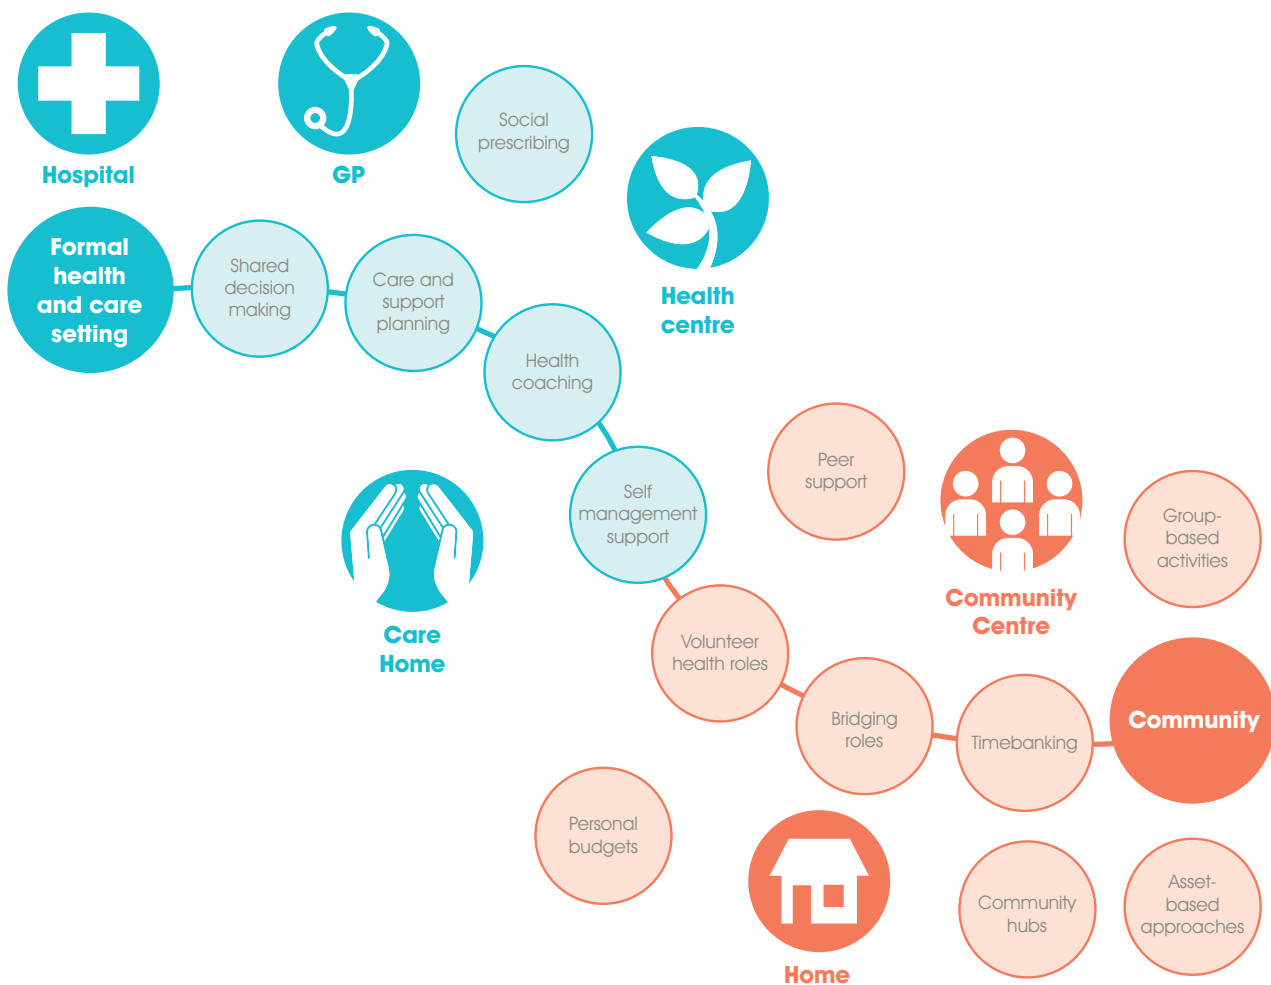 Hospital
GP
Social
prescribing
Health
centre
Formal
health
and care
setting
Shared
decision
making
Care and
support
planning
Health
coaching
Self
management
support
Care
Home
Peer
support
Community
Centre
Group-
based
activities
Volunteer
health roles
Bridging
roles
Timebanking
Community
Personal
budgets
Home
Community
hubs
Asset-
based
approaches